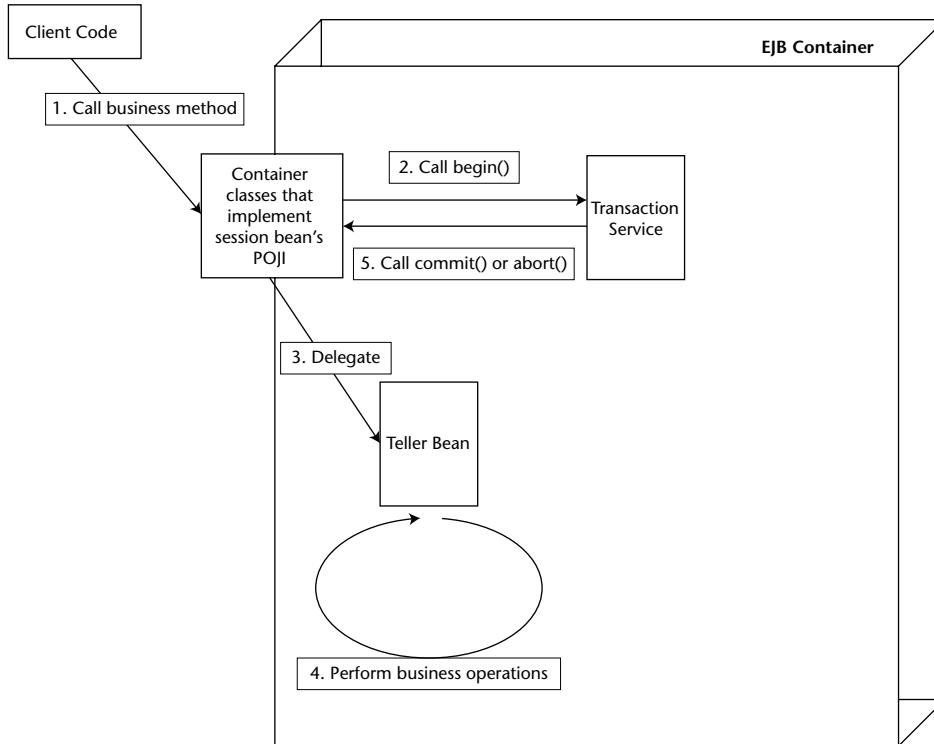 Client Code
EJB Container
1. Call business method
Container
classes that
implement
session bean's
POJI
2. Call begin()
Transaction
Service
5. Call commit() or abort()
3. Delegate
Teller Bean
4. Perform business operations